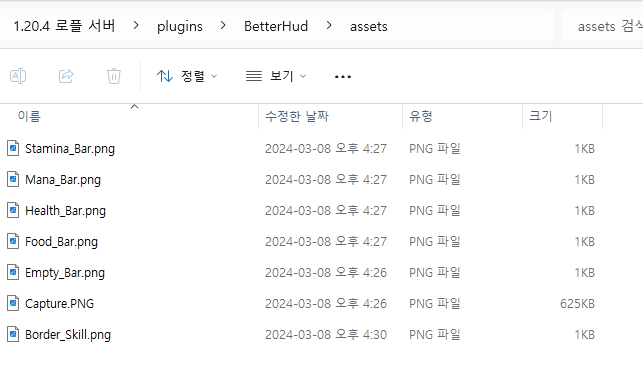 1.20.4 로플 서버 > plugins > BetterHud > assets assets 검색
정렬 보기 ...
이름 수정한 날짜 유형 크기
Stamina_Bar.png 2024-03-08 오후 4:27 PNG 파일 1KB
Mana_Bar.png 2024-03-08 오후 4:27 PNG 파일 1KB
Health_Bar.png 2024-03-08 오후 4:27 PNG 파일 1KB
Food_Bar.png 2024-03-08 오후 4:27 PNG 파일 1KB
Empty_Bar.png 2024-03-08 오후 4:26 PNG 파일 1KB
Capture.PNG 2024-03-08 오후 4:26 PNG 파일 625KB
Border_Skill.png 2024-03-08 오후 4:30 PNG 파일 1KB